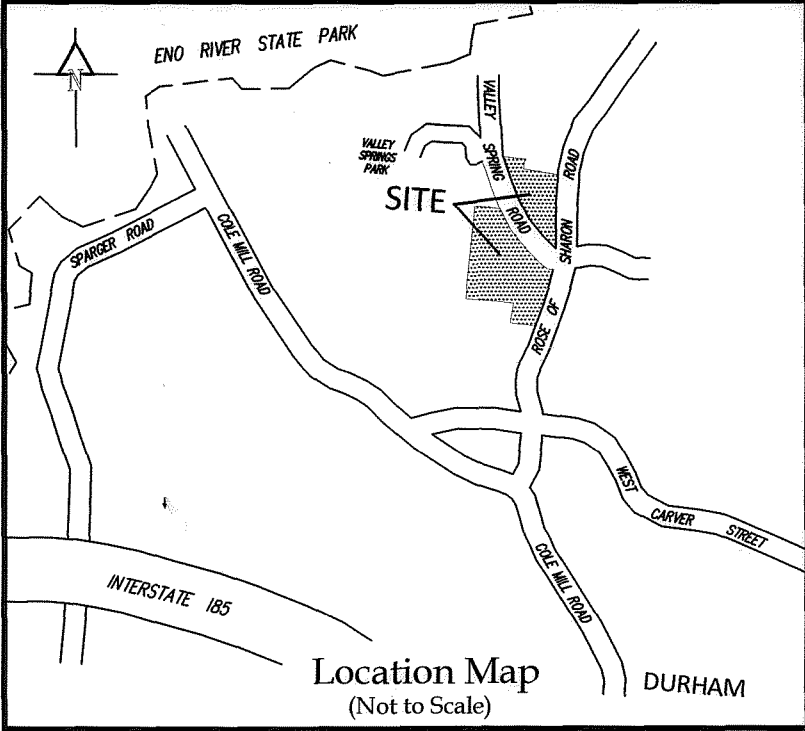 ENO RIVER STATE PARK
N
VALLEY
SPRING
ROAD
VALLEY
SPRINGS
PARK
SITE
ROSE OF
SHARON
ROAD
SPARGER ROAD
COLE MILL ROAD
WEST
CARVER
STREET
COLE MILL ROAD
INTERSTATE 185
Location Map
(Not to Scale)
DURHAM